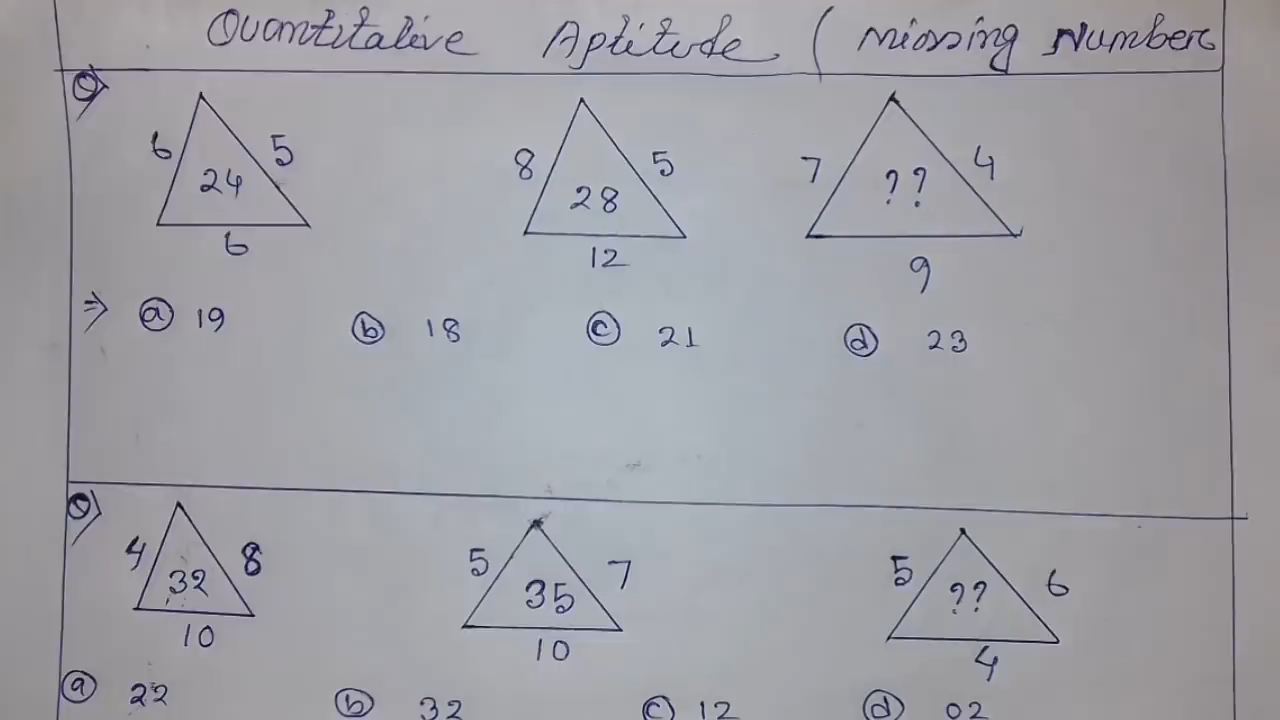 Quantitative Aptitude ( Missing Number
Q⇒
6 5 8 5 7 4
24 28 ??
6 12 9
⇒ ⓐ 19 ⓑ 18 ⓒ 21 ⓓ 23
Q⇒
4 8 5 7 5 6
32 35 ??
10 10 4
ⓐ 22 ⓑ 32 ⓒ 12 ⓓ 02